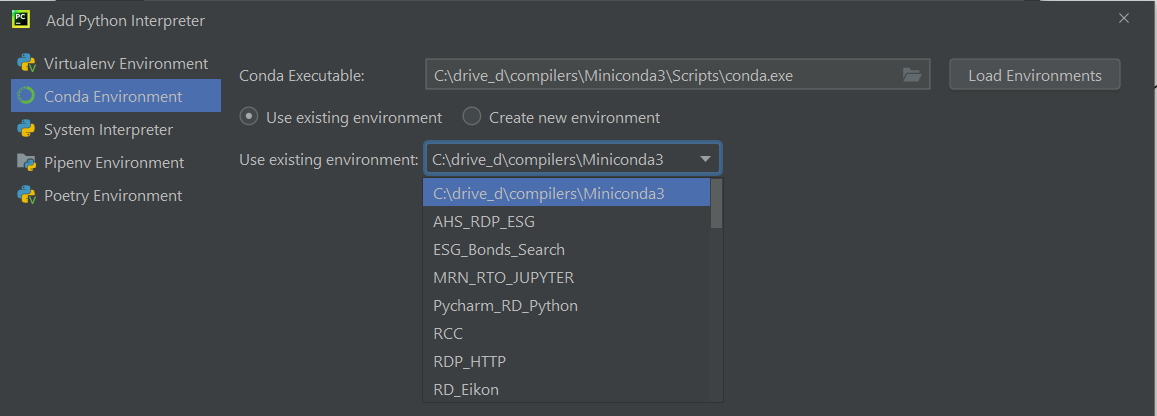 PC
Add Python Interpreter
Virtualenv Environment
Conda Environment
System Interpreter
Pipenv Environment
Poetry Environment
Conda Executable: C:\drive_d\compilers\Miniconda3\Scripts\conda.exe Load Environments
Use existing environment Create new environment
Use existing environment: C:\drive_d\compilers\Miniconda3
C:\drive_d\compilers\Miniconda3
AHS_RDP_ESG
ESG_Bonds_Search
MRN_RTO_JUPYTER
Pycharm_RD_Python
RCC
RDP_HTTP
RD_Eikon